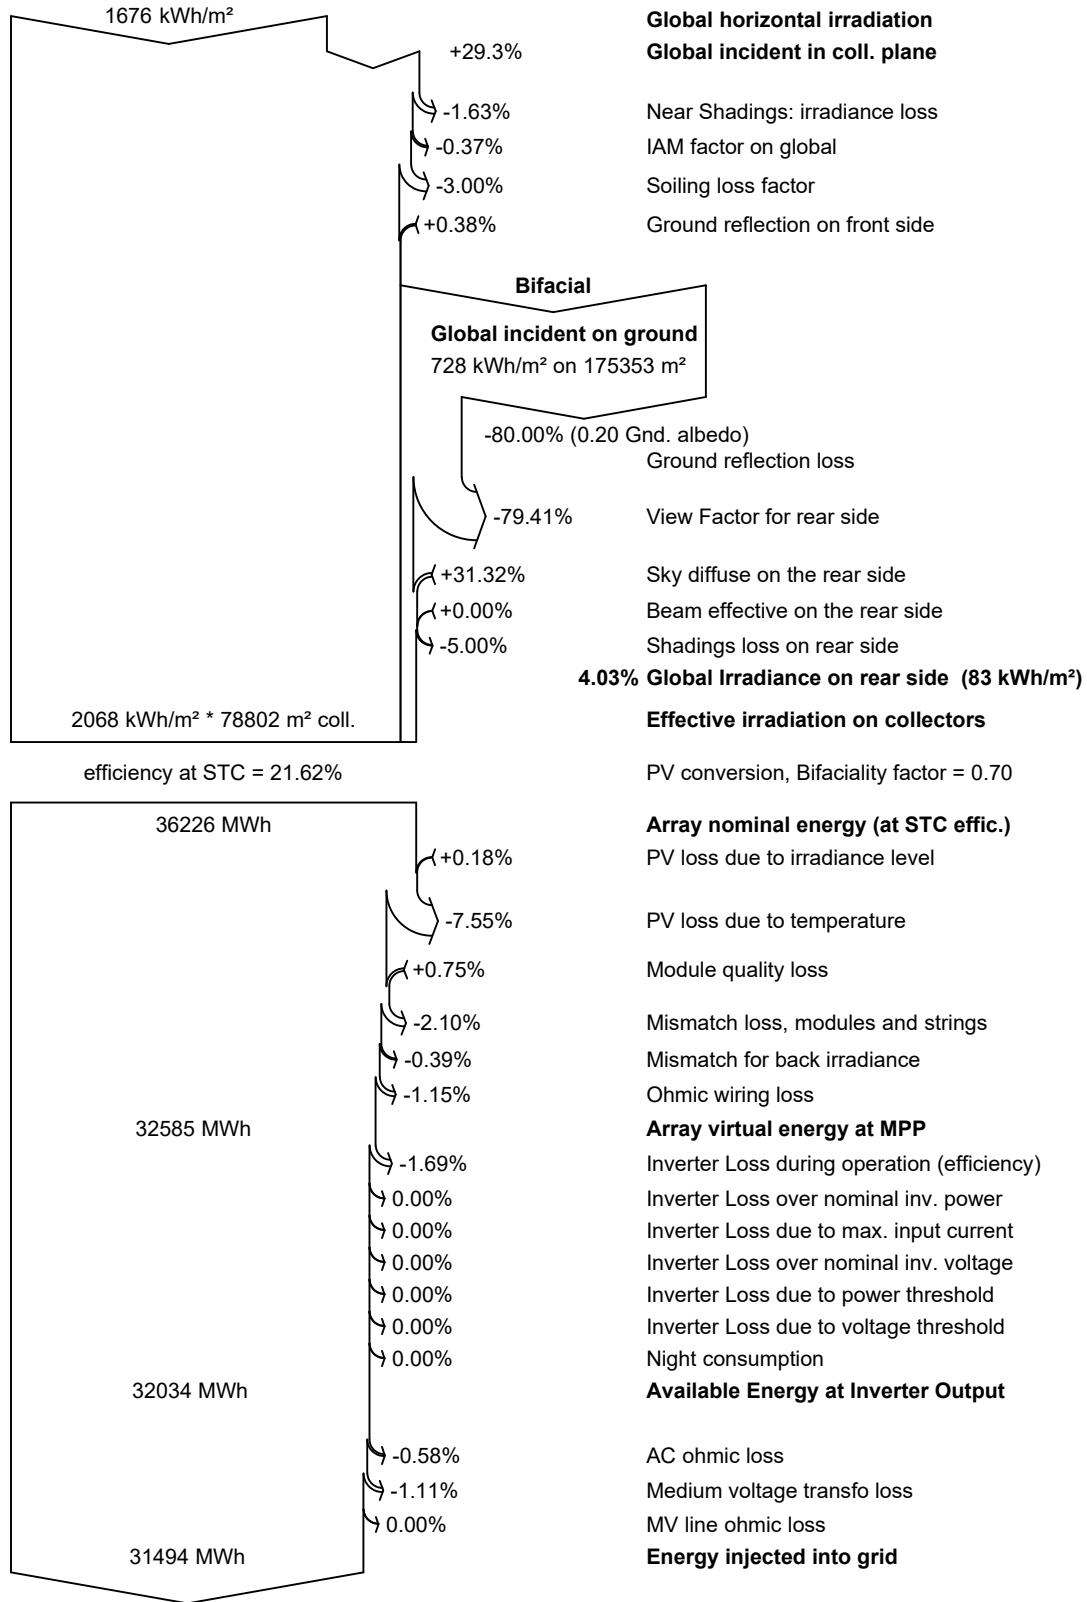 1676 kWh/m² Global horizontal irradiation
+29.3% Global incident in coll. plane
-1.63% Near Shadings: irradiance loss
-0.37% IAM factor on global
-3.00% Soiling loss factor
+0.38% Ground reflection on front side
Bifacial
Global incident on ground
728 kWh/m² on 175353 m²
-80.00% (0.20 Gnd. albedo)
Ground reflection loss
-79.41% View Factor for rear side
+31.32% Sky diffuse on the rear side
+0.00% Beam effective on the rear side
-5.00% Shadings loss on rear side
4.03% Global Irradiance on rear side (83 kWh/m²)
2068 kWh/m² * 78802 m² coll. Effective irradiation on collectors
efficiency at STC = 21.62% PV conversion, Bifaciality factor = 0.70
36226 MWh Array nominal energy (at STC effic.)
+0.18% PV loss due to irradiance level
-7.55% PV loss due to temperature
+0.75% Module quality loss
-2.10% Mismatch loss, modules and strings
-0.39% Mismatch for back irradiance
-1.15% Ohmic wiring loss
32585 MWh Array virtual energy at MPP
-1.69% Inverter Loss during operation (efficiency)
0.00% Inverter Loss over nominal inv. power
0.00% Inverter Loss due to max. input current
0.00% Inverter Loss over nominal inv. voltage
0.00% Inverter Loss due to power threshold
0.00% Inverter Loss due to voltage threshold
0.00% Night consumption
32034 MWh Available Energy at Inverter Output
-0.58% AC ohmic loss
-1.11% Medium voltage transfo loss
0.00% MV line ohmic loss
31494 MWh Energy injected into grid